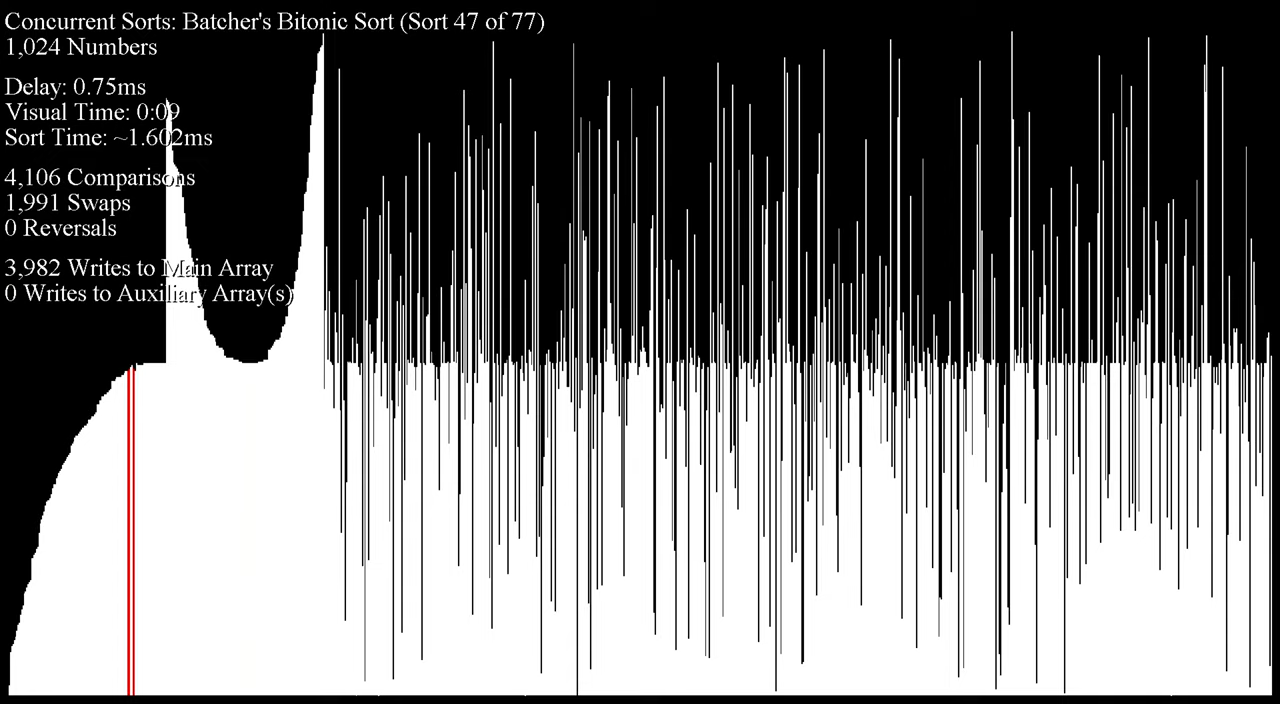 Concurrent Sorts: Batcher's Bitonic Sort (Sort 47 of 77)
1,024 Numbers
Delay: 0.75ms
Visual Time: 0:09
Sort Time: ~1.602ms
4,106 Comparisons
1,991 Swaps
0 Reversals
3,982 Writes to Main Array
0 Writes to Auxiliary Array(s)